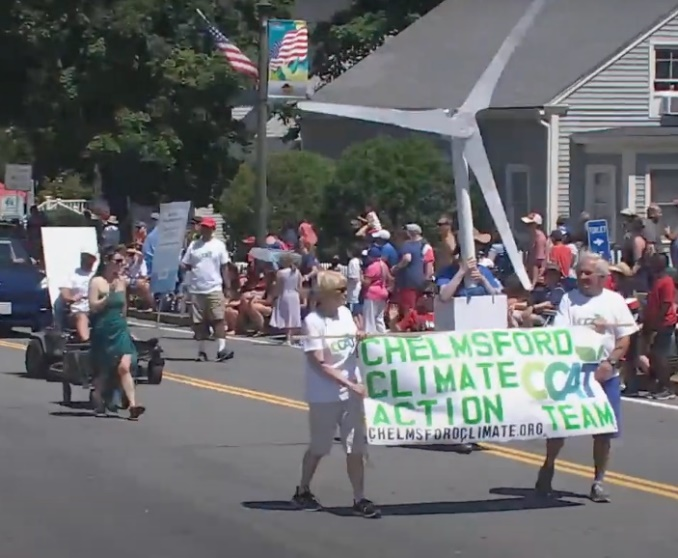 CHELMSFORD
CLIMATE CCAT
ACTION TEAM
CHELMSFORDCLIMATE.ORG